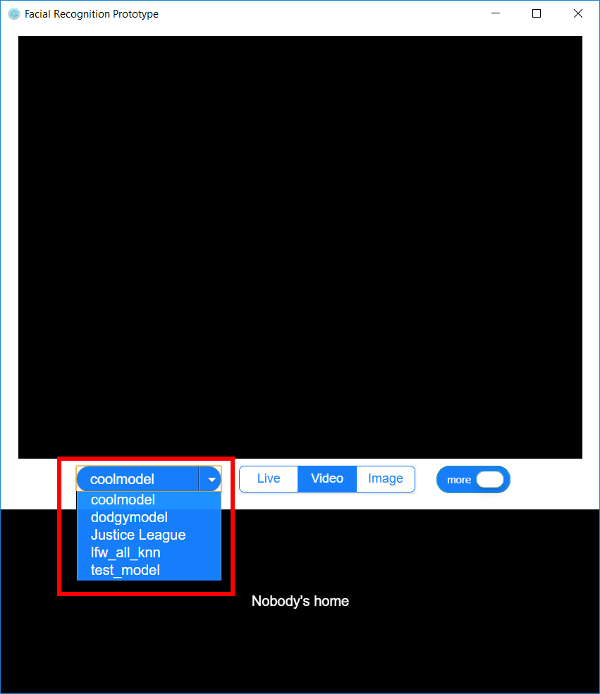 Facial Recognition Prototype
coolmodel
Live
Video
Image
more
coolmodel
dodgymodel
Justice League
lfw_all_knn
test_model
Nobody's home